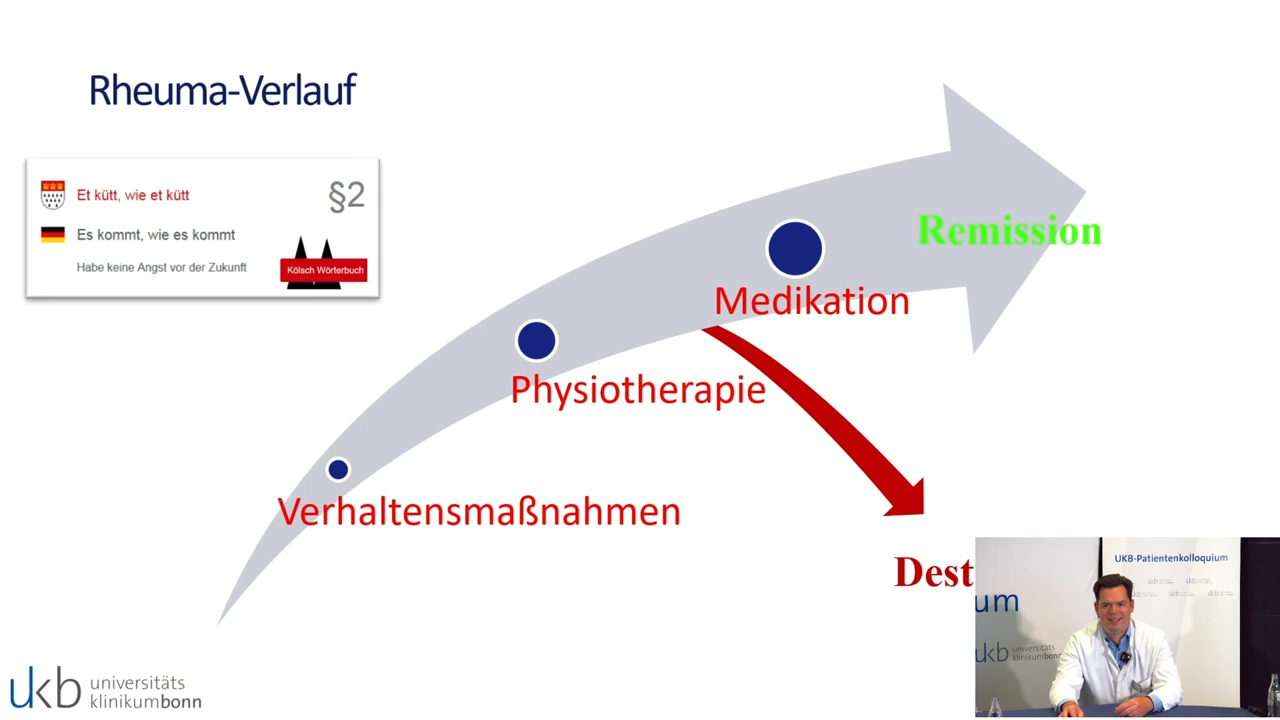 Rheuma-Verlauf
Et kütt, wie et kütt
§2
Es kommt, wie es kommt
Habe keine Angst vor der Zukunft
Kölsch Wörterbuch
Remission
Medikation
Physiotherapie
Verhaltensmaßnahmen
Dest
UKB-Patientenkolloquium
um
ukb universitäts
klinikumbonn
ukb universitäts
klinikumbonn